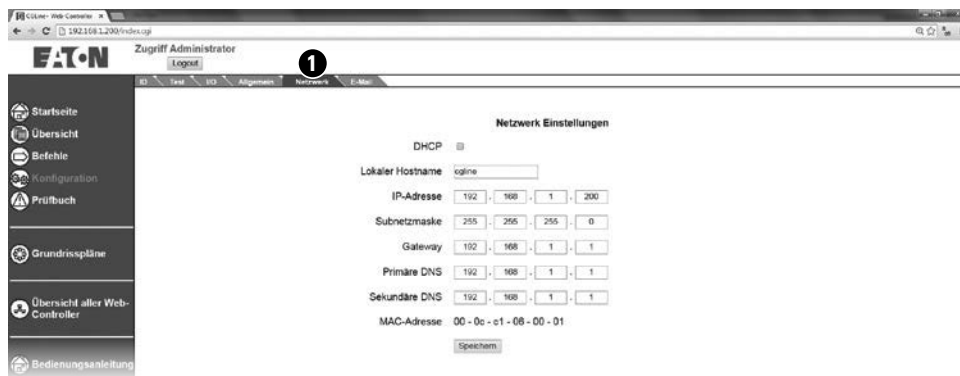 CGLine+ Web-Controller
192.168.1.200/index.cgi
EATON
Zugriff Administrator
Logout
1
ID Test I/O Allgemein Netzwerk E-Mail
Startseite
Übersicht
Befehle
Konfiguration
Prüfbuch
Grundrisspläne
Übersicht aller Web-
Controller
Bedienungsanleitung
Netzwerk Einstellungen
DHCP
Lokaler Hostname cgline
IP-Adresse 192 . 168 . 1 . 200
Subnetzmaske 255 . 255 . 255 . 0
Gateway 192 . 168 . 1 . 1
Primäre DNS 192 . 168 . 1 . 1
Sekundäre DNS 192 . 168 . 1 . 1
MAC-Adresse 00 - 0c - c1 - 06 - 00 - 01
Speichern